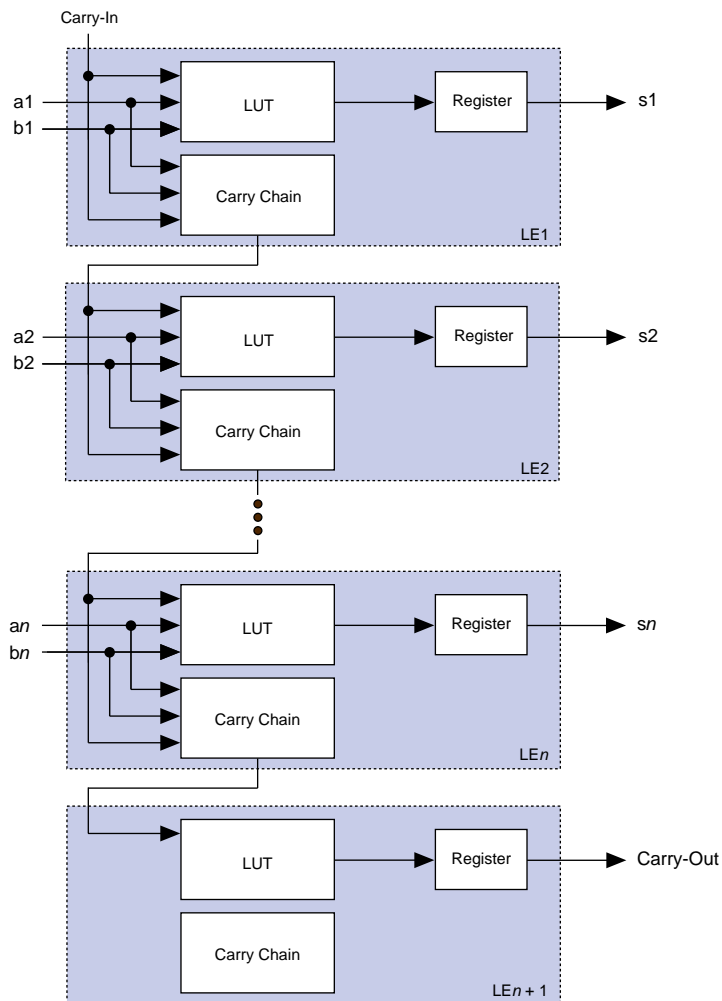 Carry-In
a1
b1
LUT
Register
s1
Carry Chain
LE1
a2
b2
LUT
Register
s2
Carry Chain
LE2
an
bn
LUT
Register
sn
Carry Chain
LEn
LUT
Register
Carry-Out
Carry Chain
LEn + 1